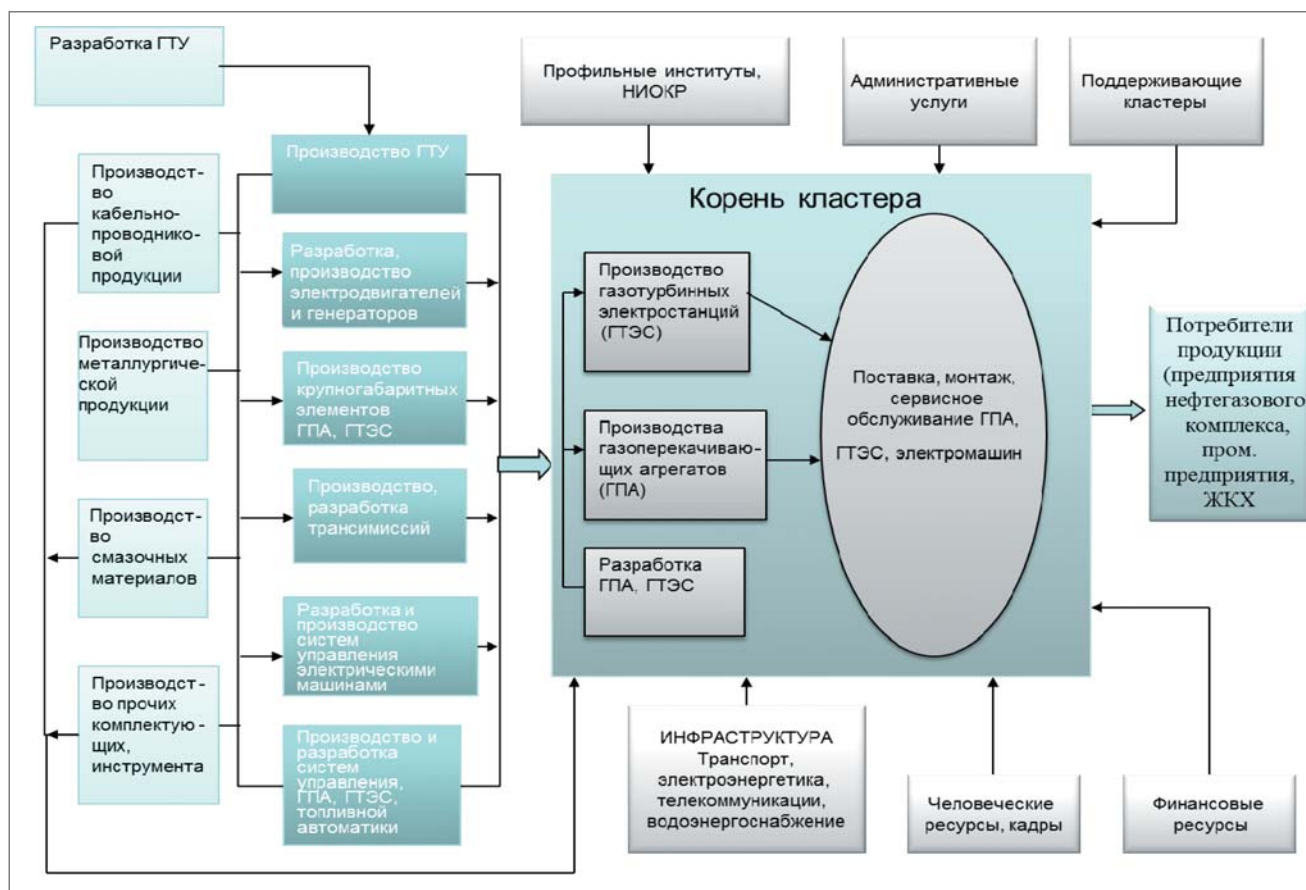 Разработка ГТУ
Профильные институты,
НИОКР
Административные
услуги
Поддерживающие
кластеры
Производст-
во
кабельно-
проводнико-
вой
продукции
Производство
металлургиче-
ской
продукции
Производст-
во
смазочных
материалов
Производст-
во прочих
комплектую-
щих,
инструмента
Производство ГТУ
Разработка,
производство
электродвигателей
и генераторов
Производство
крупногабаритных
элементов
ГПА, ГТЭС
Производство,
разработка
трансимиссий
Разработка и
производство
систем
управления
электрическими
машинами
Производство и
разработка
систем
управления,
ГПА, ГТЭС,
топливной
автоматики
Корень кластера
Производство
газотурбинных
электростанций
(ГТЭС)
Производства
газоперекачиваю-
щих агрегатов
(ГПА)
Разработка
ГПА, ГТЭС
Поставка, монтаж,
сервисное
обслуживание ГПА,
ГТЭС, электромашин
Потребители
продукции
(предприятия
нефтегазового
комплекса,
пром.
предприятия,
ЖКХ
ИНФРАСТРУКТУРА
Транспорт,
электроэнергетика,
телекоммуникации,
водоэнергоснабжение
Человеческие
ресурсы, кадры
Финансовые
ресурсы